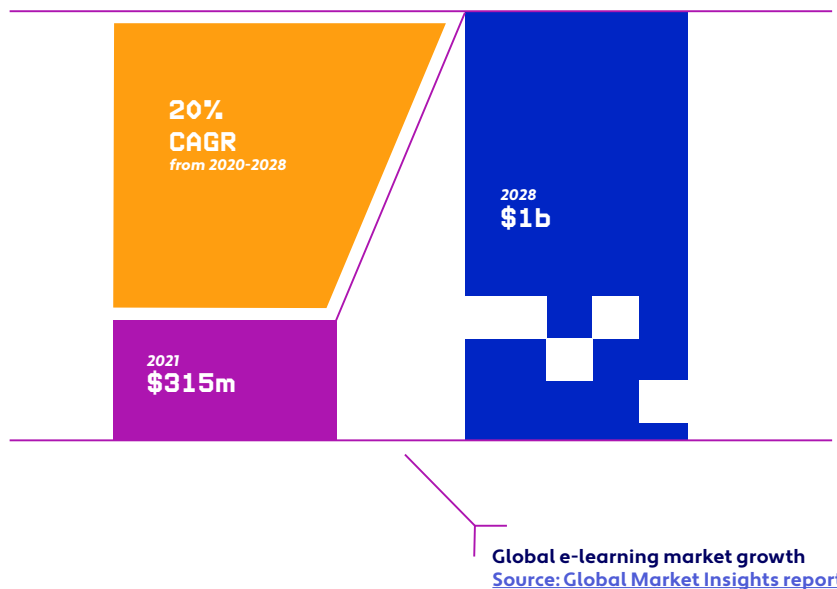 20%
CAGR
from 2020-2028
2028
$1b
2021
$315m
Global e-learning market growth
Source: Global Market Insights report